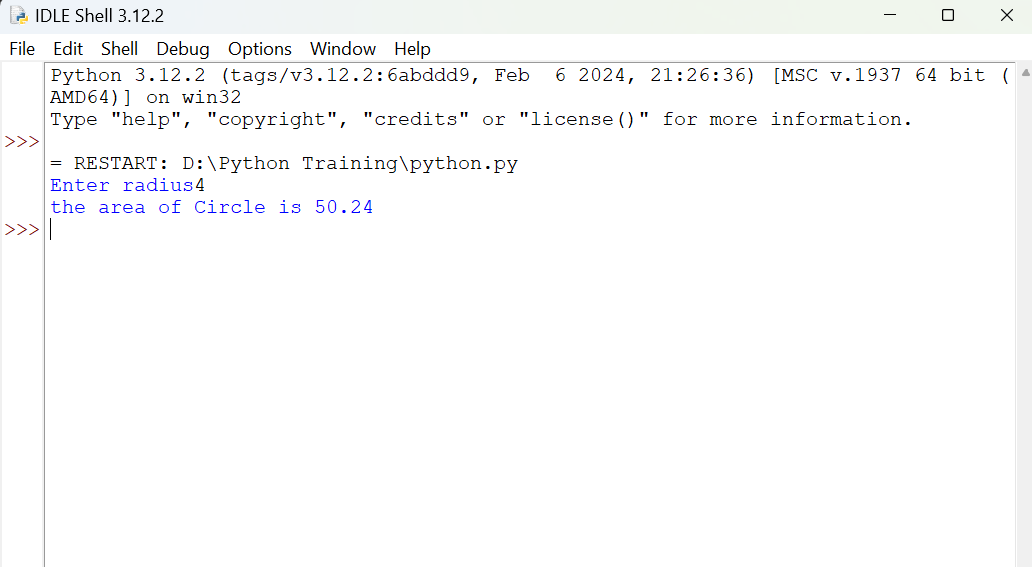 IDLE Shell 3.12.2
File Edit Shell Debug Options Window Help
Python 3.12.2 (tags/v3.12.2:6abddd9, Feb  6 2024, 21:26:36) [MSC v.1937 64 bit (
AMD64)] on win32
Type "help", "copyright", "credits" or "license()" for more information.
>>>
= RESTART: D:\Python Training\python.py
Enter radius4
the area of Circle is 50.24
>>>